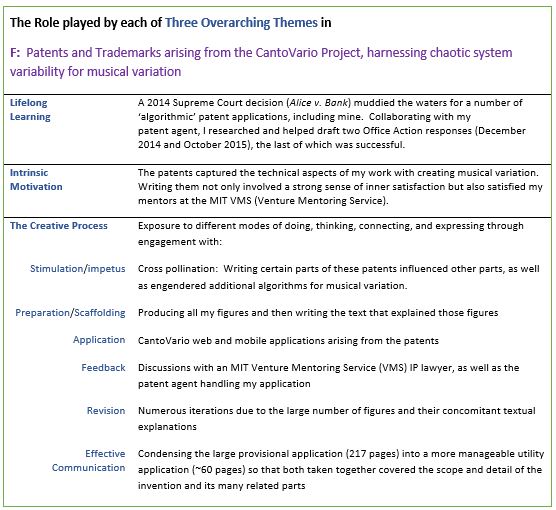 The Role played by each of Three Overarching Themes in
F:  Patents and Trademarks arising from the CantoVario Project, harnessing chaotic system
variability for musical variation
Lifelong
Learning
A 2014 Supreme Court decision (Alice v. Bank) muddied the waters for a number of
‘algorithmic’ patent applications, including mine.  Collaborating with my
patent agent, I researched and helped draft two Office Action responses (December
2014 and October 2015), the last of which was successful.
Intrinsic
Motivation
The patents captured the technical aspects of my work with creating musical variation.
Writing them not only involved a strong sense of inner satisfaction but also satisfied my
mentors at the MIT VMS (Venture Mentoring Service).
The Creative Process
Exposure to different modes of doing, thinking, connecting, and expressing through
engagement with:
Stimulation/impetus
Cross pollination:  Writing certain parts of these patents influenced other parts, as well
as engendered additional algorithms for musical variation.
Preparation/Scaffolding
Producing all my figures and then writing the text that explained those figures
Application
CantoVario web and mobile applications arising from the patents
Feedback
Discussions with an MIT Venture Mentoring Service (VMS) IP lawyer, as well as the
patent agent handling my application
Revision
Numerous iterations due to the large number of figures and their concomitant textual
explanations
Effective
Communication
Condensing the large provisional application (217 pages) into a more manageable utility
application (~60 pages) so that both taken together covered the scope and detail of the
invention and its many related parts